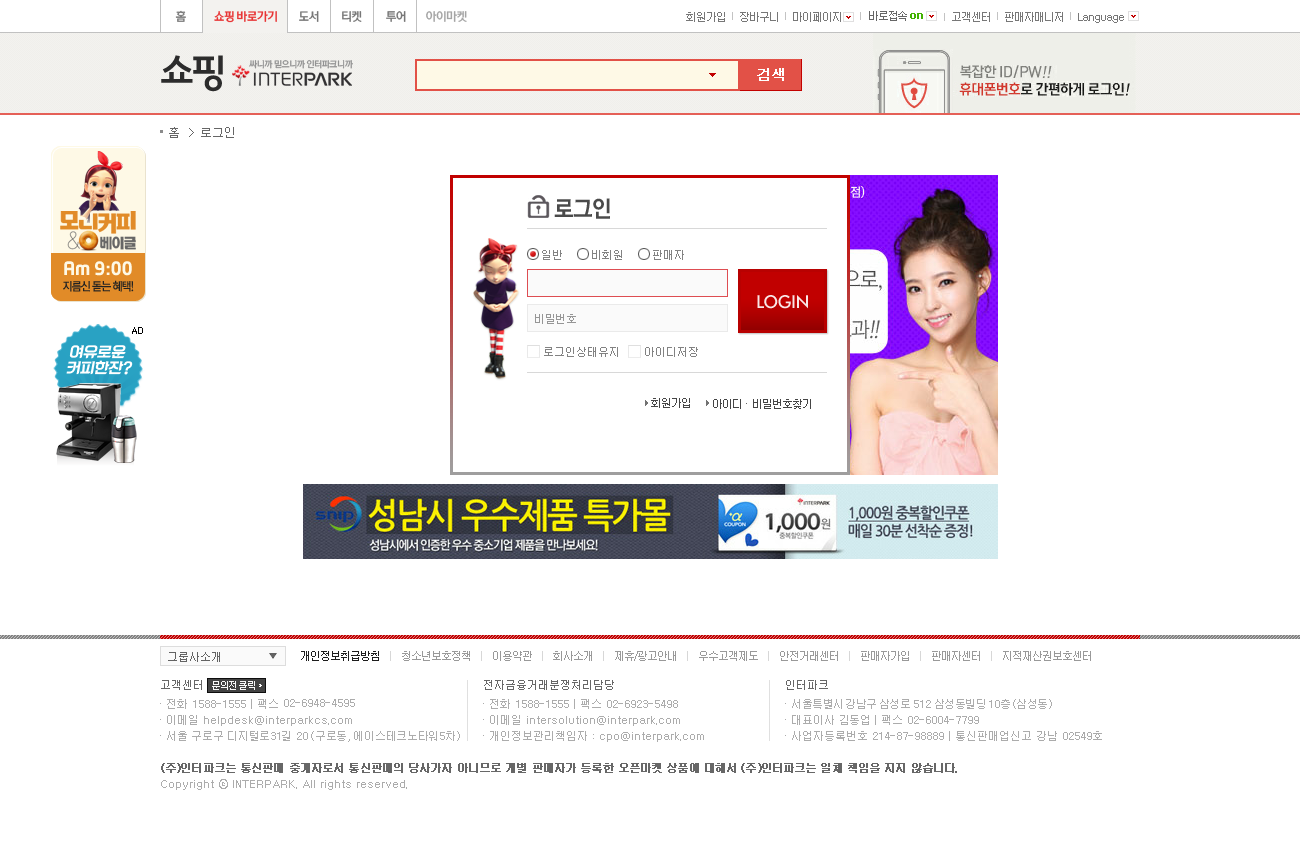 홈 쇼핑 바로가기 도서 티켓 투어 아이마켓
회원가입 장바구니 마이페이지 바로접속 on 고객센터 판매자매니저 Language
쇼핑 싸니까 믿으니까 인터파크니까
INTERPARK
검색
복잡한 ID/PW!!
휴대폰번호로 간편하게 로그인!
홈 > 로그인
모닝커피
&베이글
Am 9:00
지름신 돋는 혜택!
AD
여유로운
커피한잔?
로그인
일반 비회원 판매자
비밀번호
LOGIN
로그인상태유지 아이디저장
회원가입 아이디 · 비밀번호찾기
점)
으로,
과!!
snip 성남시 우수제품 특가몰
성남시에서 인증한 우수 중소기업 제품을 만나보세요!
INTERPARK
+α COUPON 1,000원
중복할인쿠폰
1,000원 중복할인쿠폰
매일 30분 선착순 증정!
그룹사소개 개인정보취급방침 청소년보호정책 이용약관 회사소개 제휴/광고안내 우수고객제도 안전거래센터 판매자가입 판매자센터 지적재산권보호센터
고객센터 문의전 클릭
· 전화 1588-1555 | 팩스 02-6948-4595
· 이메일 helpdesk@interparkcs.com
· 서울 구로구 디지털로31길 20 (구로동, 에이스테크노타워5차)
전자금융거래분쟁처리담당
· 전화 1588-1555 | 팩스 02-6923-5498
· 이메일 intersolution@interpark.com
· 개인정보관리책임자 : cpo@interpark.com
인터파크
· 서울특별시 강남구 삼성로 512 삼성동빌딩 10층 (삼성동)
· 대표이사 김동업 | 팩스 02-6004-7799
· 사업자등록번호 214-87-98889 | 통신판매업신고 강남 02549호
(주)인터파크는 통신판매 중개자로서 통신판매의 당사가자 아니므로 개별 판매자가 등록한 오픈마켓 상품에 대해서 (주)인터파크는 일체 책임을 지지 않습니다.
Copyright ⓒ INTERPARK. All rights reserved.